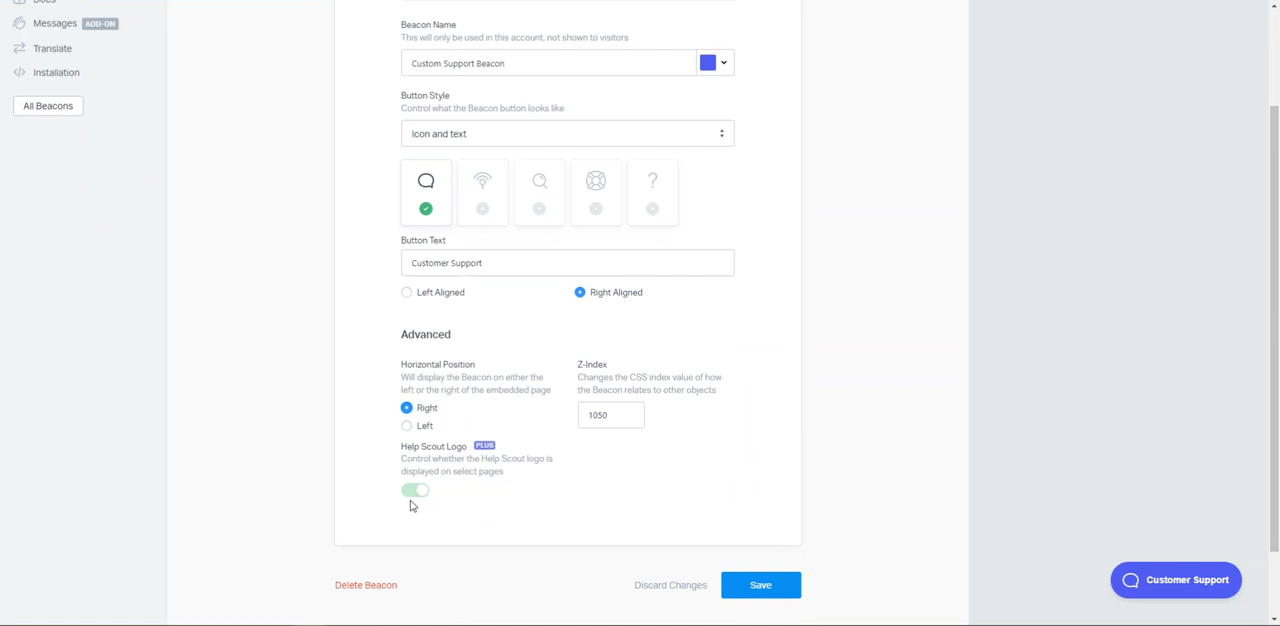 Docs
Messages ADD-ON
Translate
Installation
All Beacons
Beacon Name
This will only be used in this account, not shown to visitors
Custom Support Beacon
Button Style
Control what the Beacon button looks like
Icon and text
?
Button Text
Customer Support
Left Aligned
Right Aligned
Advanced
Horizontal Position
Will display the Beacon on either the
left or the right of the embedded page
Right
Left
Z-Index
Changes the CSS index value of how
the Beacon relates to other objects
1050
Help Scout Logo PLUS
Control whether the Help Scout logo is
displayed on select pages
Delete Beacon
Discard Changes
Save
Customer Support